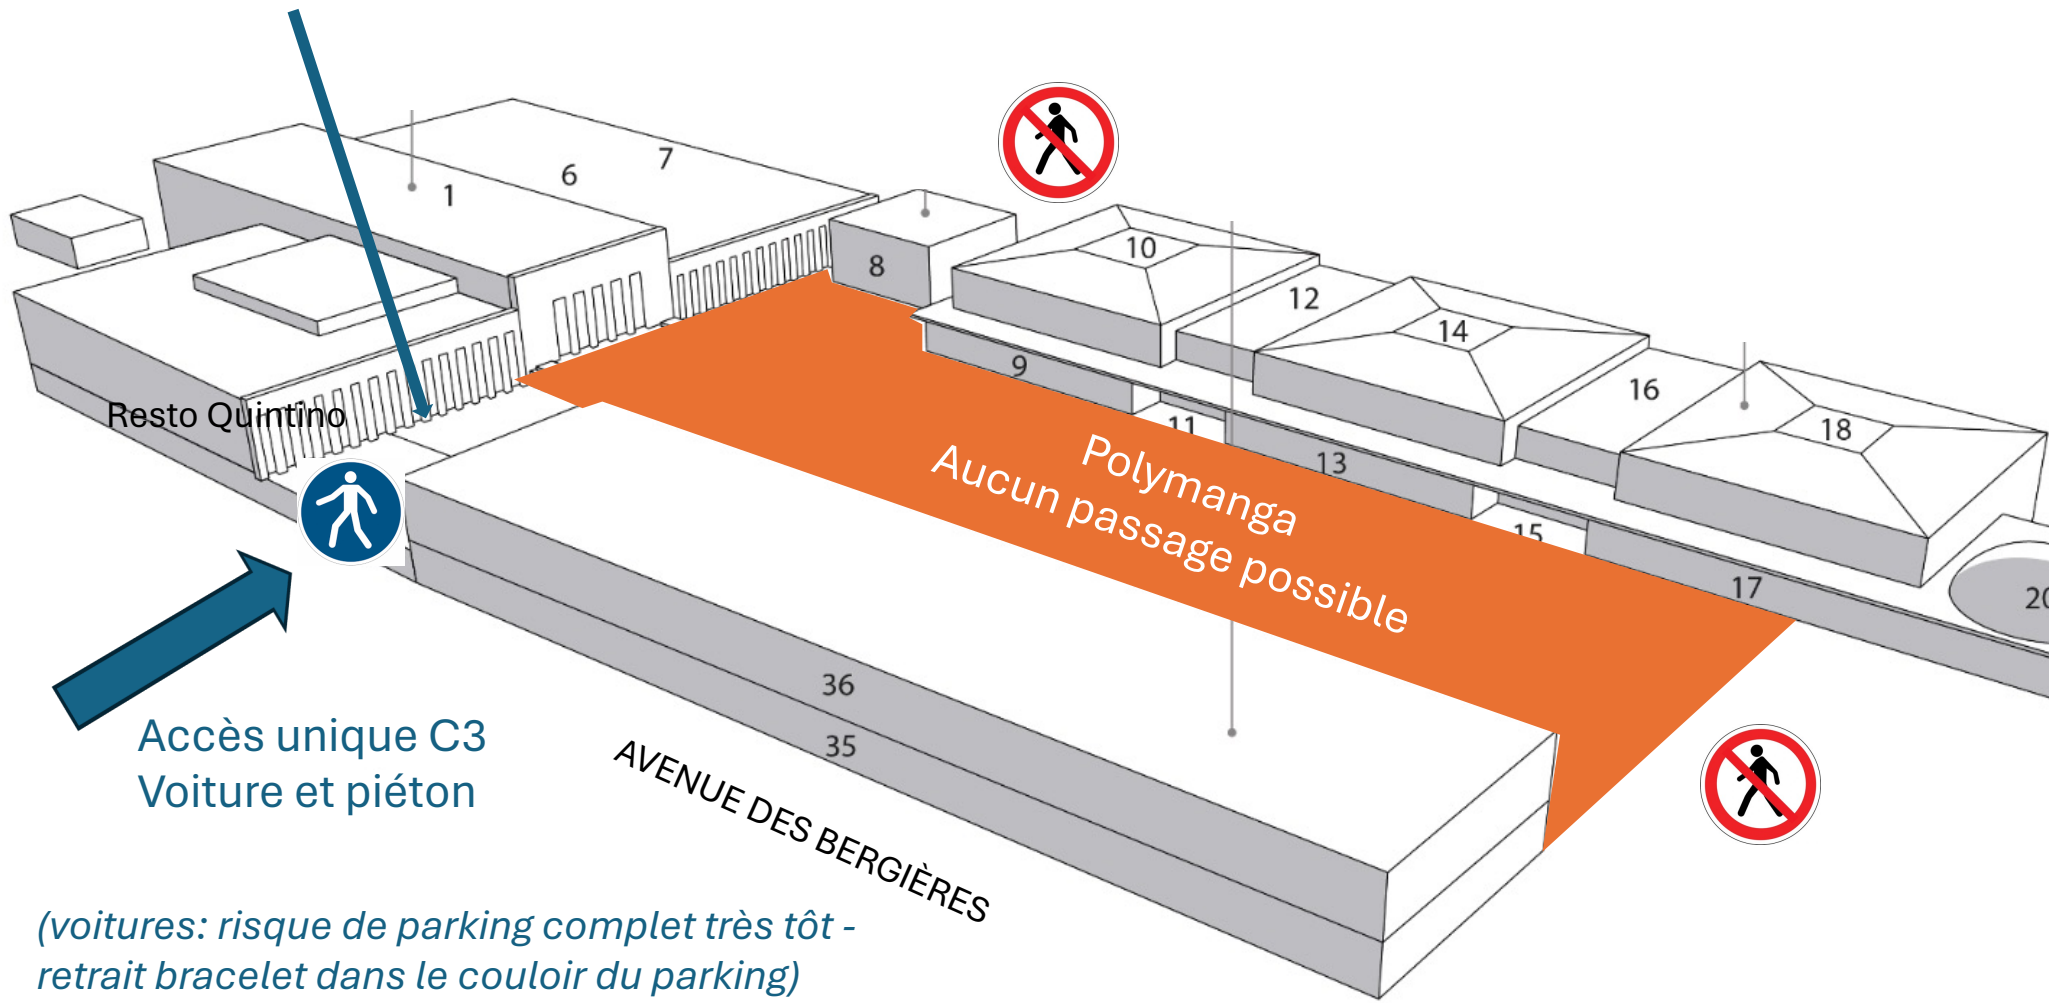 7
6
1
10
8
12
14
9
16
Resto Quintino
11
18
13
Polymanga
Aucun passage possible
15
17
20
36
Accès unique C3
Voiture et piéton
35
AVENUE DES BERGIÈRES
(voitures: risque de parking complet très tôt -
retrait bracelet dans le couloir du parking)